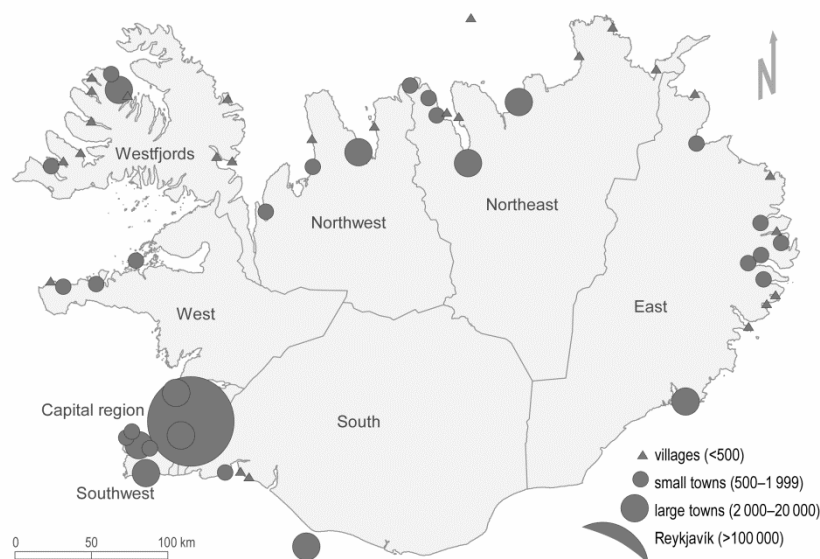 N
Westfjords
Northwest
Northeast
West
East
Capital region
South
Southwest
villages (<500)
small towns (500–1 999)
large towns (2 000–20 000)
Reykjavík (>100 000)
0 50 100 km